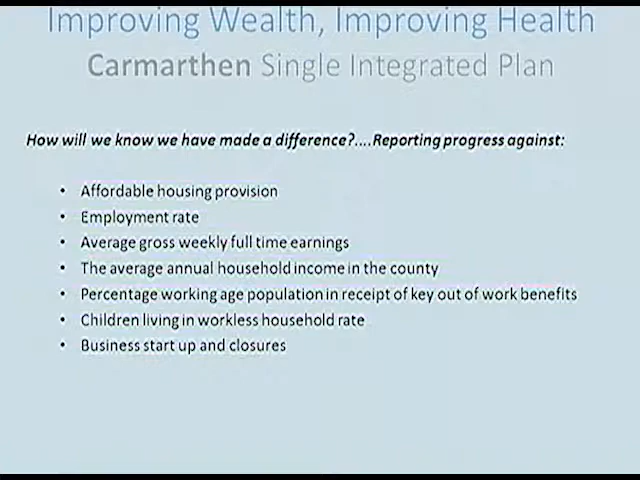 Improving Wealth, Improving Health
Carmarthen Single Integrated Plan
How will we know we have made a difference?....Reporting progress against:
• Affordable housing provision
• Employment rate
• Average gross weekly full time earnings
• The average annual household income in the county
• Percentage working age population in receipt of key out of work benefits
• Children living in workless household rate
• Business start up and closures